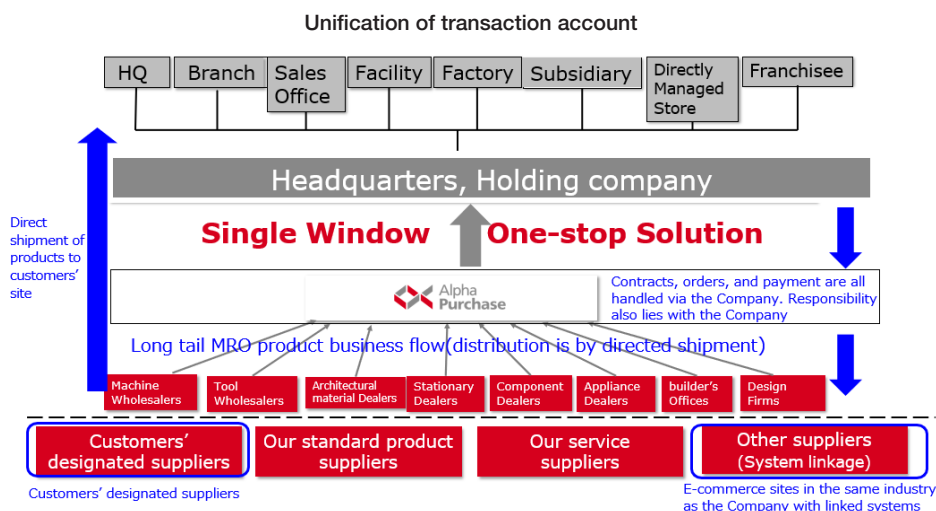 Unification of transaction account
HQ
Branch
Sales
Office
Facility
Factory
Subsidiary
Directly
Managed
Store
Franchisee
Headquarters, Holding company
Direct
shipment of
products to
customers'
site
Single Window
One-stop Solution
Alpha
Purchase
Contracts, orders, and payment are all
handled via the Company. Responsibility
also lies with the Company
Long tail MRO product business flow(distribution is by directed shipment)
Machine
Wholesalers
Tool
Wholesalers
Architectural
material Dealers
Stationary
Dealers
Component
Dealers
Appliance
Dealers
builder's
Offices
Design
Firms
Customers'
designated suppliers
Our standard product
suppliers
Our service
suppliers
Other suppliers
(System linkage)
Customers' designated suppliers
E-commerce sites in the same industry
as the Company with linked systems